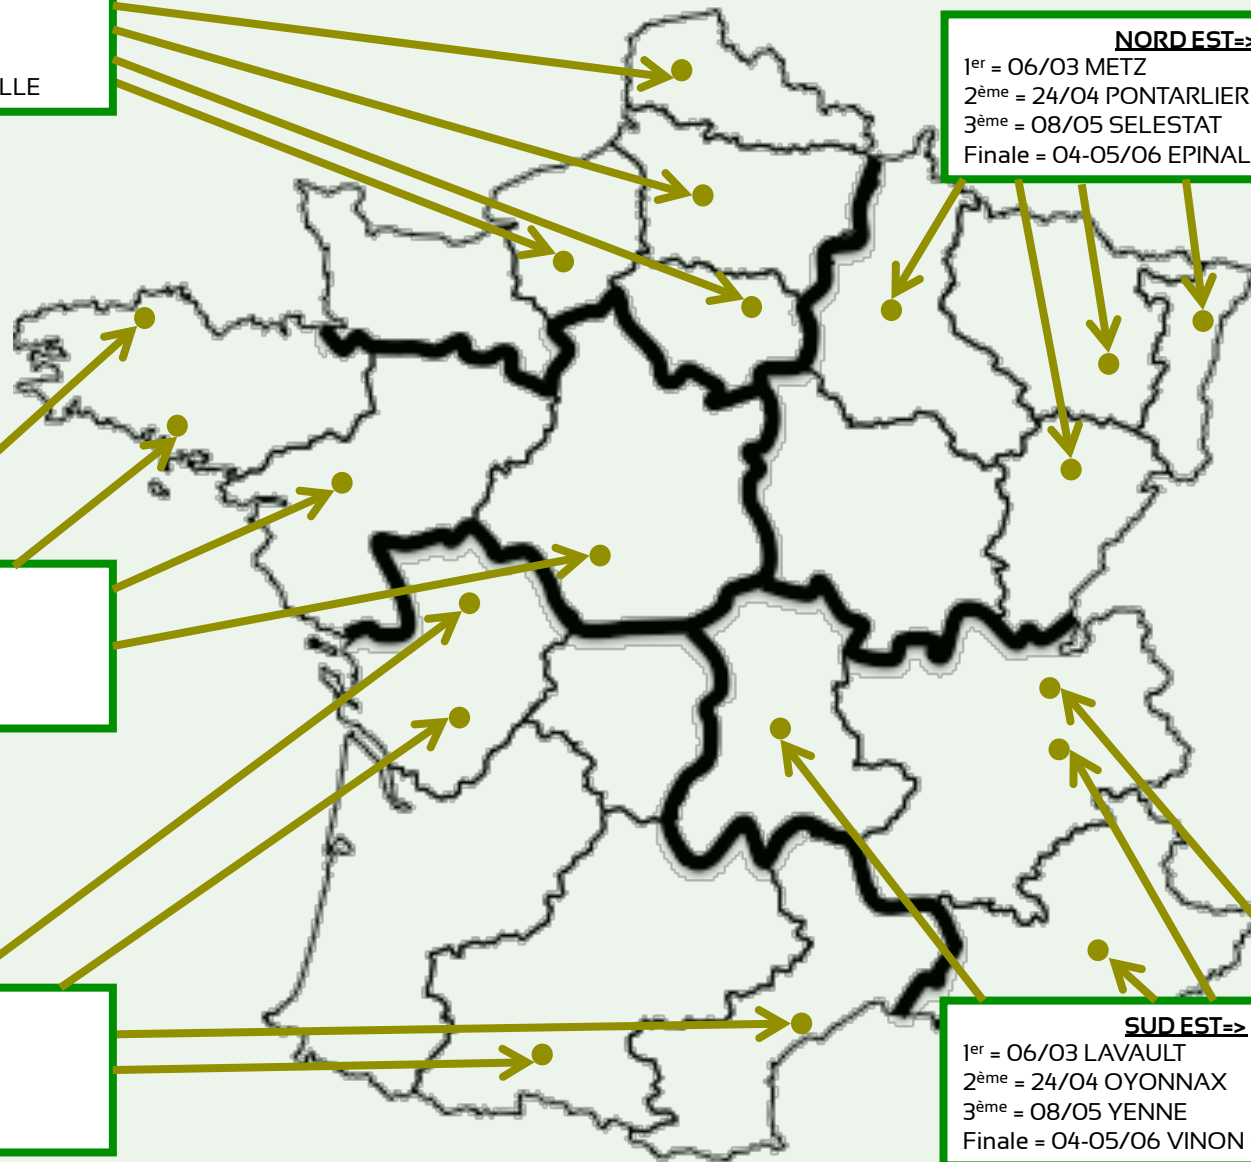 LLE
NORD EST=>
1er = 06/03 METZ
2ème = 24/04 PONTARLIER
3ème = 08/05 SELESTAT
Finale = 04-05/06 EPINAL
SUD EST=>
1er = 06/03 LAVAULT
2ème = 24/04 OYONNAX
3ème = 08/05 YENNE
Finale = 04-05/06 VINON